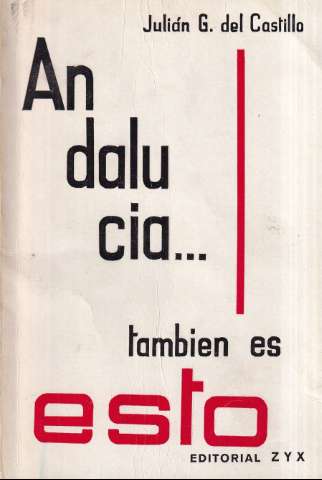 Julián G. del Castillo
An
dalu
cia...
tambien es
esto
EDITORIAL ZYX